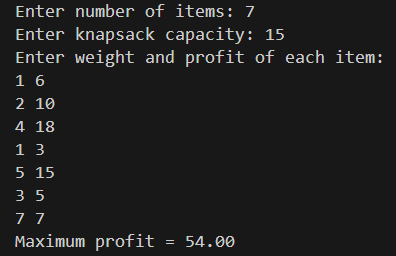 Enter number of items: 7
Enter knapsack capacity: 15
Enter weight and profit of each item:
1 6
2 10
4 18
1 3
5 15
3 5
7 7
Maximum profit = 54.00